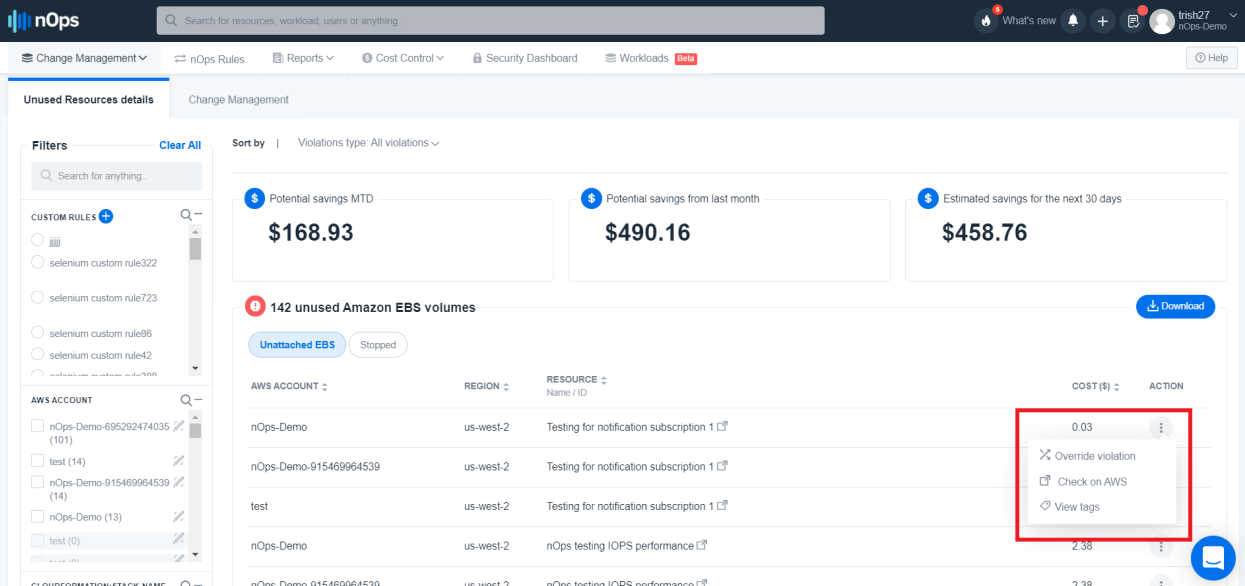 nOps
Search for resources, workload, users or anything..
6
What's new
trish27
nOps-Demo
Change Management
nOps Rules
Reports
Cost Control
Security Dashboard
Workloads Beta
Help
Unused Resources details
Change Management
Filters
Clear All
Search for anything..
CUSTOM RULES
jjjjj
selenium custom rule322
selenium custom rule723
selenium custom rule86
selenium custom rule42
selenium custom rule388
AWS ACCOUNT
nOps-Demo-695292474035
(101)
test (14)
nOps-Demo-915469964539
(14)
nOps-Demo (13)
test (0)
CLOUDFORMATION:STACK-NAME
Sort by | Violations type: All violations
Potential savings MTD
$168.93
Potential savings from last month
$490.16
Estimated savings for the next 30 days
$458.76
142 unused Amazon EBS volumes
Download
Unattached EBS
Stopped
AWS ACCOUNT
REGION
RESOURCE
Name / ID
COST ($)
ACTION
nOps-Demo us-west-2 Testing for notification subscription 1 0.03
nOps-Demo-915469964539 us-west-2 Testing for notification subscription 1
test us-west-2 Testing for notification subscription 1
Override violation
Check on AWS
View tags
nOps-Demo us-west-2 nOps testing IOPS performance 2.38
nOps-Demo-915469964539 us-west-2 nOps testing IOPS performance 2.38